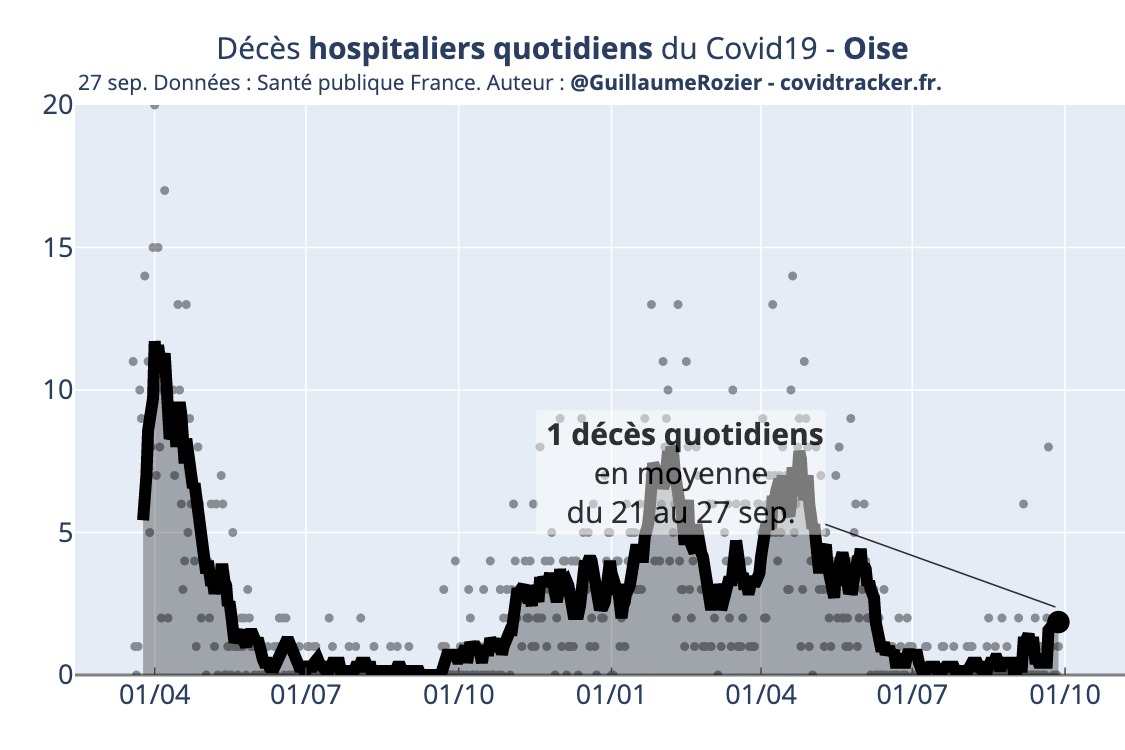 Décès hospitaliers quotidiens du Covid19 - Oise
27 sep. Données : Santé publique France. Auteur : @GuillaumeRozier - covidtracker.fr.
20
15
10
5
0
1 décès quotidiens
en moyenne
du 21 au 27 sep.
01/04
01/07
01/10
01/01
01/04
01/07
01/10